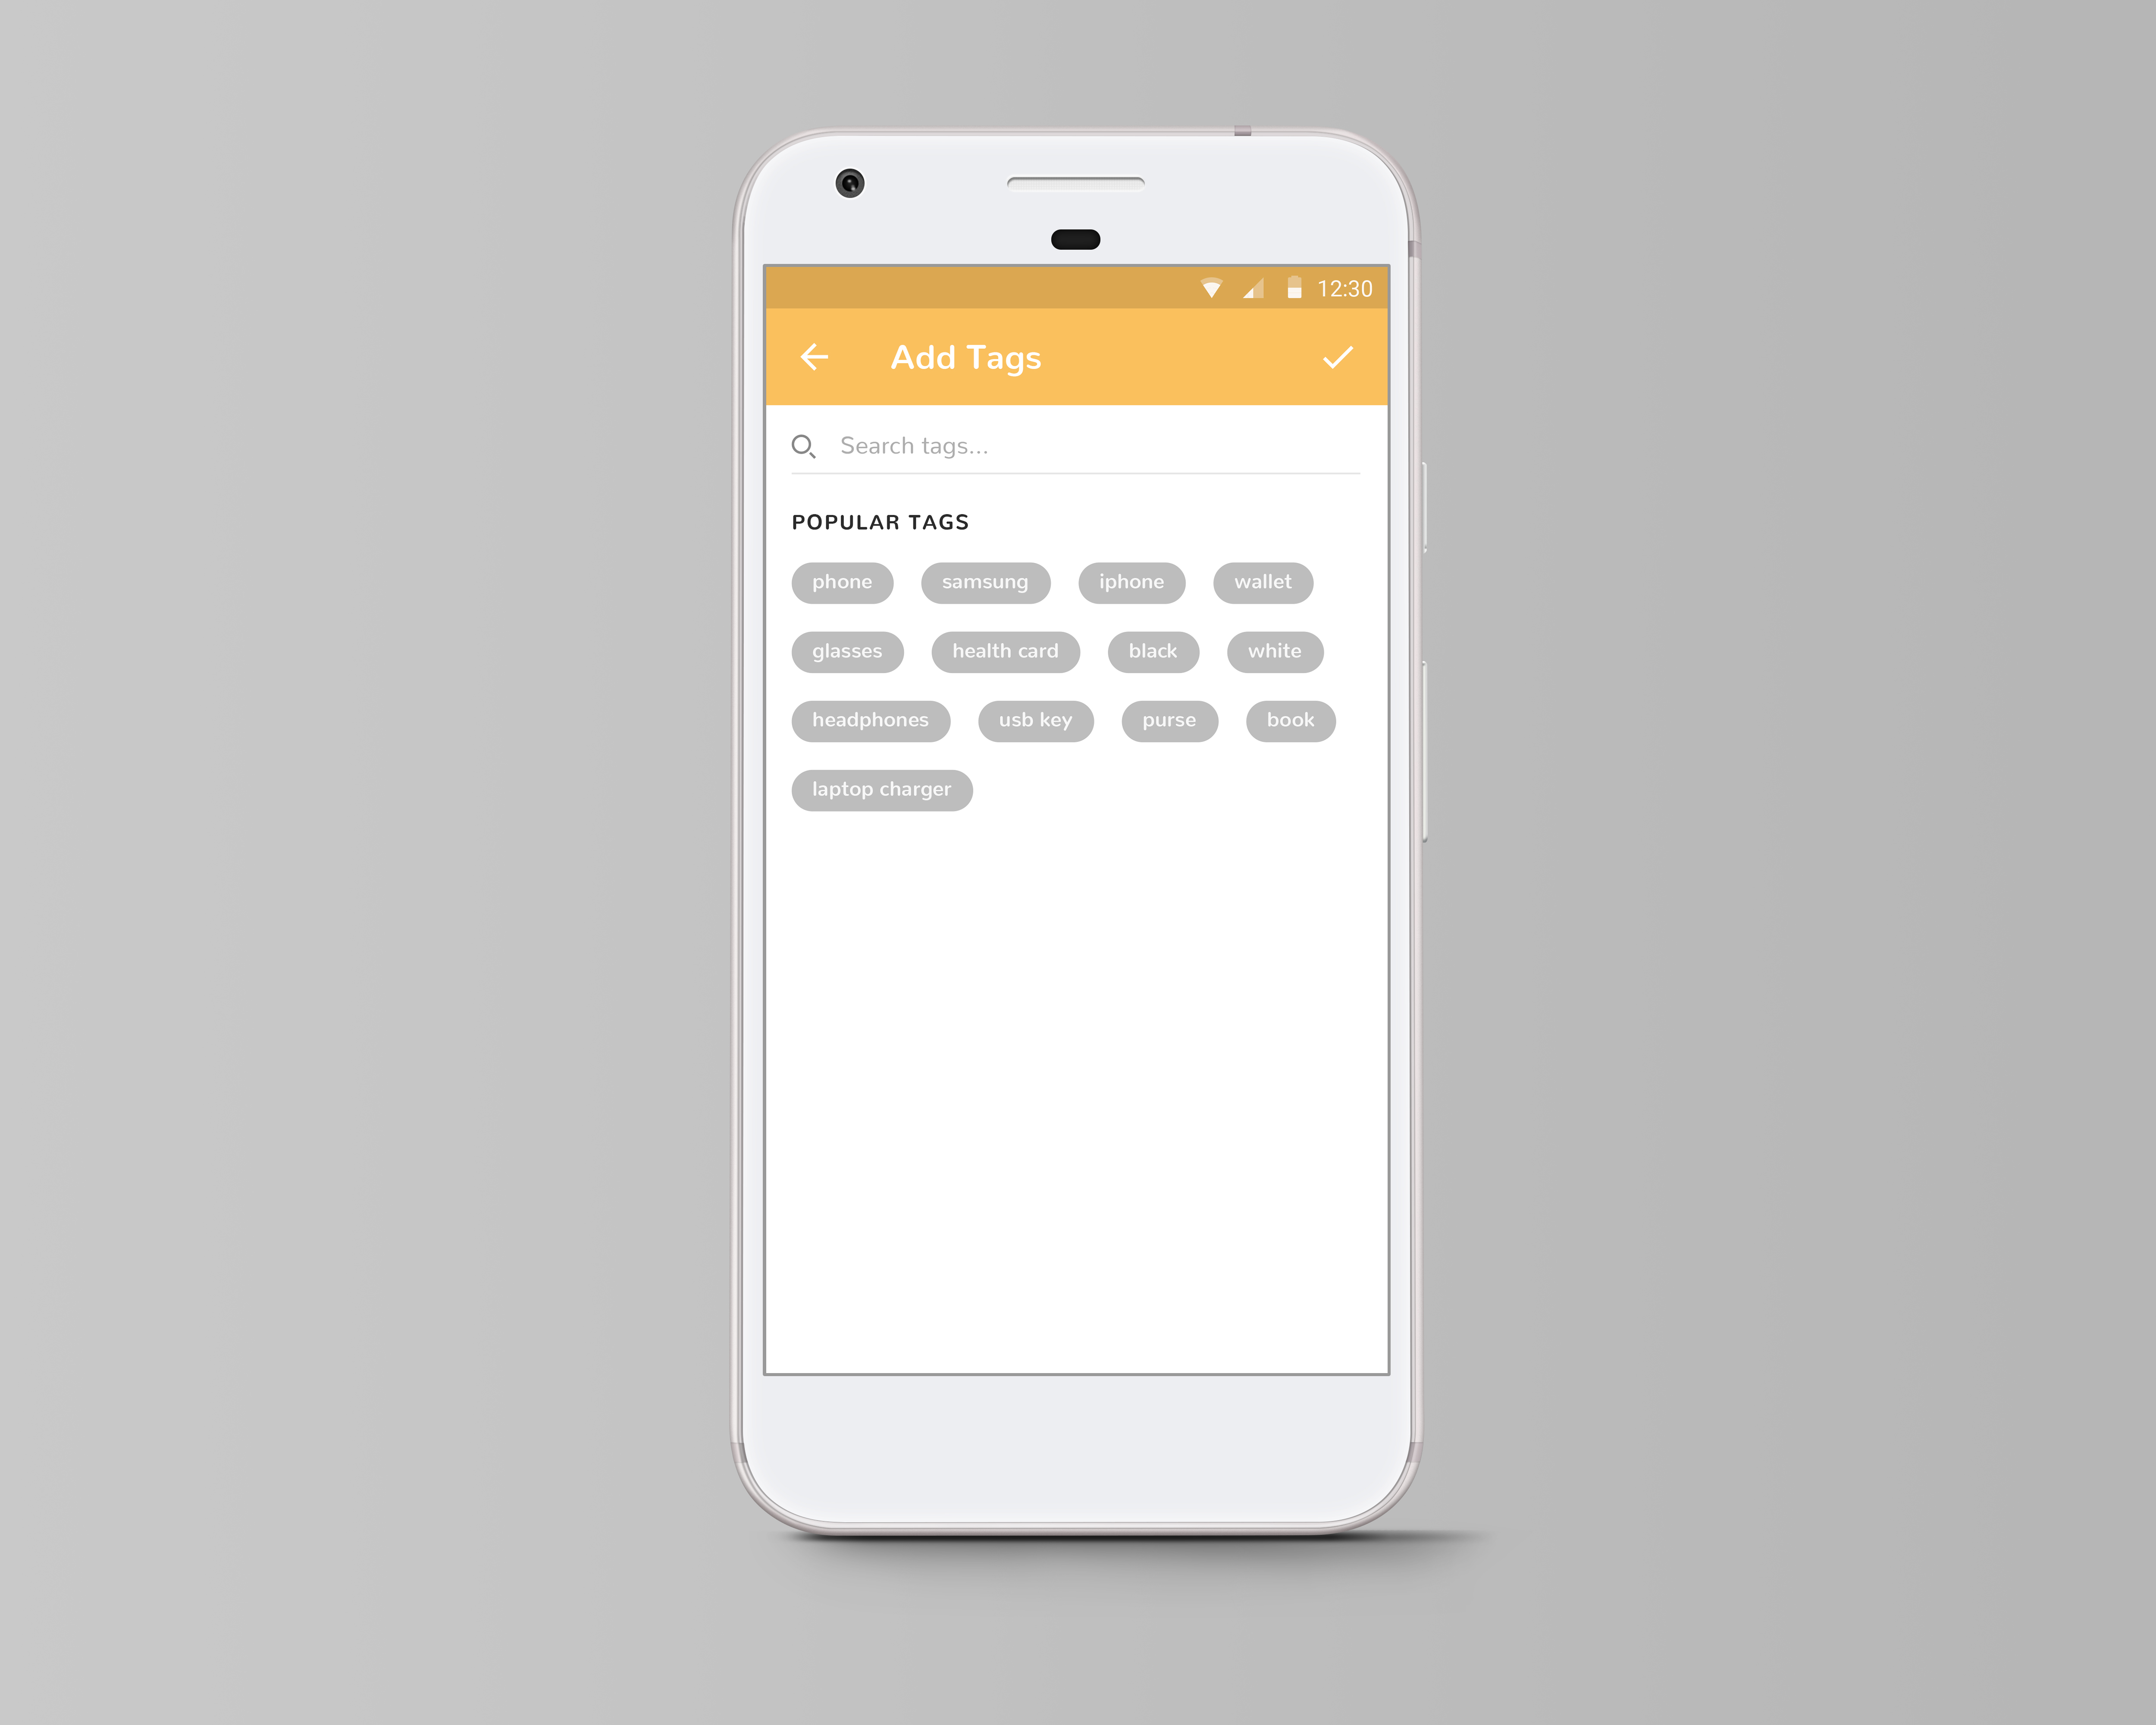 12:30
Add Tags
Search tags...
POPULAR TAGS
phone samsung iphone wallet
glasses health card black white
headphones usb key purse book
laptop charger